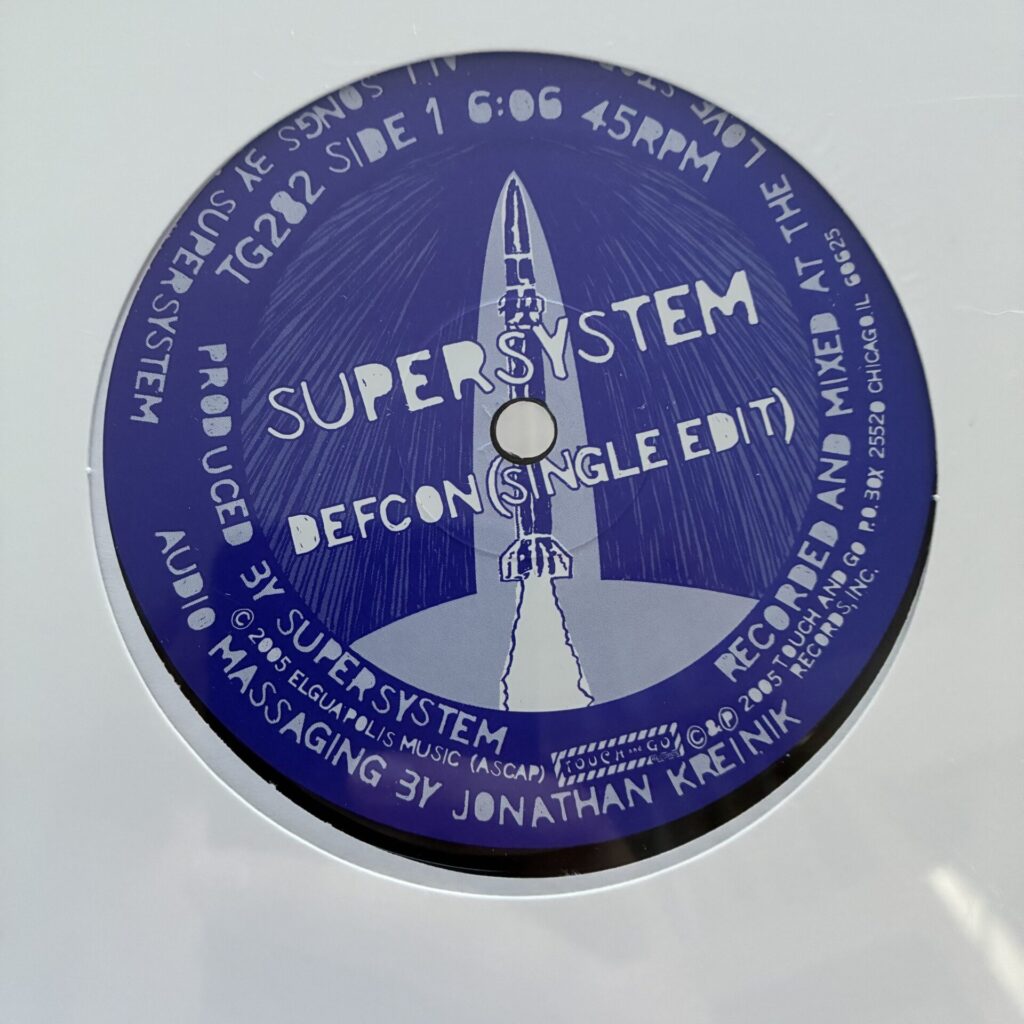 ALL SONGS BY SUPERSYSTEM
TG282 SIDE 1 6:06 45RPM
SUPERSYSTEM
DEFCON (SINGLE EDIT)
PRODUCED BY SUPERSYSTEM
© 2005 ELGUAPOLIS MUSIC (ASCAP)
AUDIO MASSAGING BY JONATHAN KREINIK
RECORDED AND MIXED AT THE LOVE
©&℗ 2005 TOUCH AND GO P.O. BOX 25520 CHICAGO, IL 60625
RECORDS, INC.
TOUCH AND GO